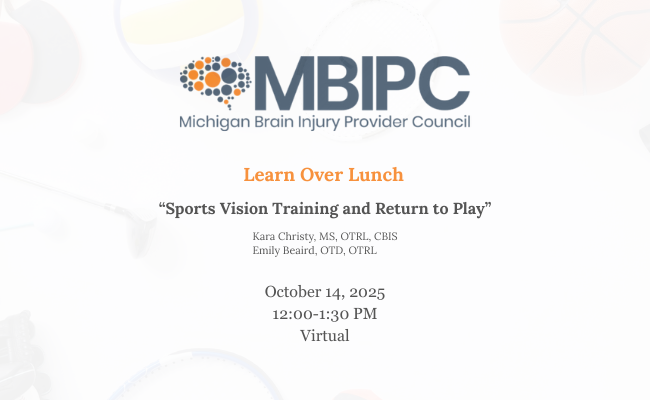 MBIPC
Michigan Brain Injury Provider Council
Learn Over Lunch
“Sports Vision Training and Return to Play”
Kara Christy, MS, OTRL, CBIS
Emily Beaird, OTD, OTRL
October 14, 2025
12:00-1:30 PM
Virtual